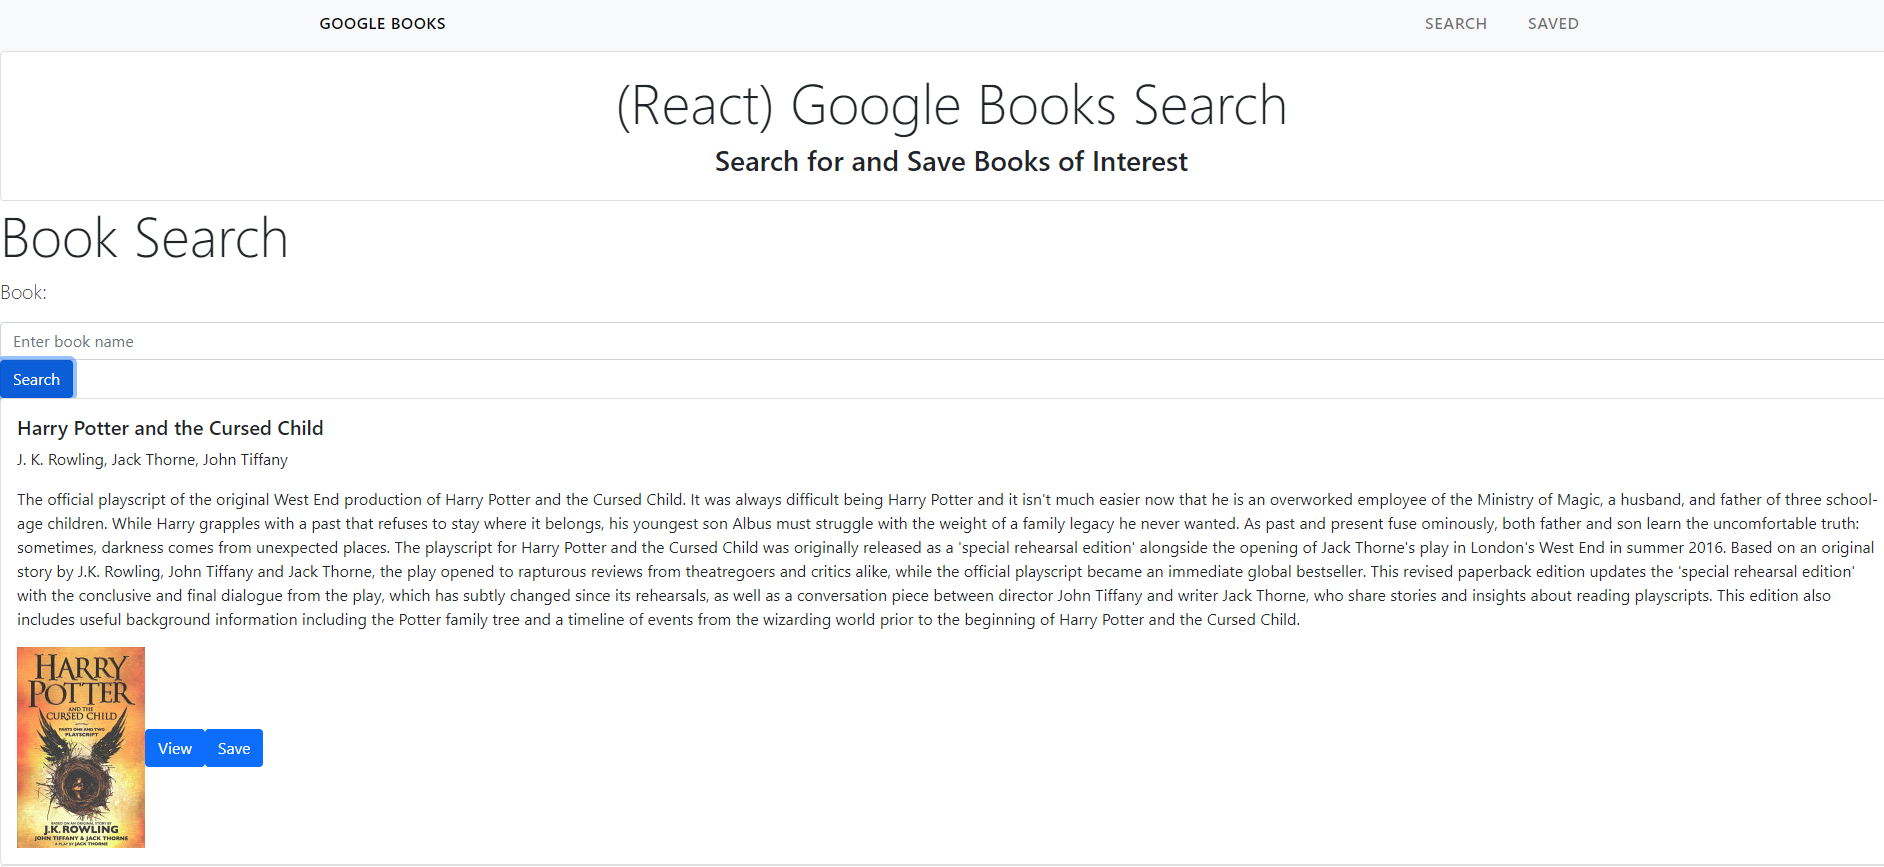 GOOGLE BOOKS
SEARCH SAVED
(React) Google Books Search
Search for and Save Books of Interest
Book Search
Book:
Enter book name
Search
Harry Potter and the Cursed Child
J. K. Rowling, Jack Thorne, John Tiffany
The official playscript of the original West End production of Harry Potter and the Cursed Child. It was always difficult being Harry Potter and it isn't much easier now that he is an overworked employee of the Ministry of Magic, a husband, and father of three school-
age children. While Harry grapples with a past that refuses to stay where it belongs, his youngest son Albus must struggle with the weight of a family legacy he never wanted. As past and present fuse ominously, both father and son learn the uncomfortable truth:
sometimes, darkness comes from unexpected places. The playscript for Harry Potter and the Cursed Child was originally released as a 'special rehearsal edition' alongside the opening of Jack Thorne's play in London's West End in summer 2016. Based on an original
story by J.K. Rowling, John Tiffany and Jack Thorne, the play opened to rapturous reviews from theatregoers and critics alike, while the official playscript became an immediate global bestseller. This revised paperback edition updates the 'special rehearsal edition'
with the conclusive and final dialogue from the play, which has subtly changed since its rehearsals, as well as a conversation piece between director John Tiffany and writer Jack Thorne, who share stories and insights about reading playscripts. This edition also
includes useful background information including the Potter family tree and a timeline of events from the wizarding world prior to the beginning of Harry Potter and the Cursed Child.
HARRY
POTTER
AND THE
CURSED CHILD
PARTS ONE AND TWO
PLAYSCRIPT
BASED ON AN ORIGINAL STORY BY
J.K. ROWLING
JOHN TIFFANY & JACK THORNE
A PLAY BY JACK THORNE
View
Save